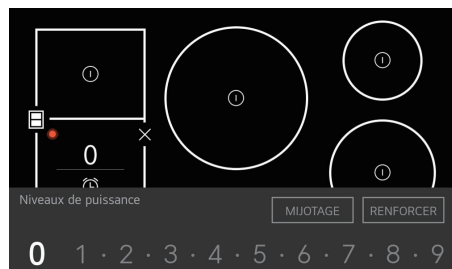 0
Niveaux de puissance
MIJOTAGE
RENFORCER
0 1 · 2 · 3 · 4 · 5 · 6 · 7 · 8 · 9